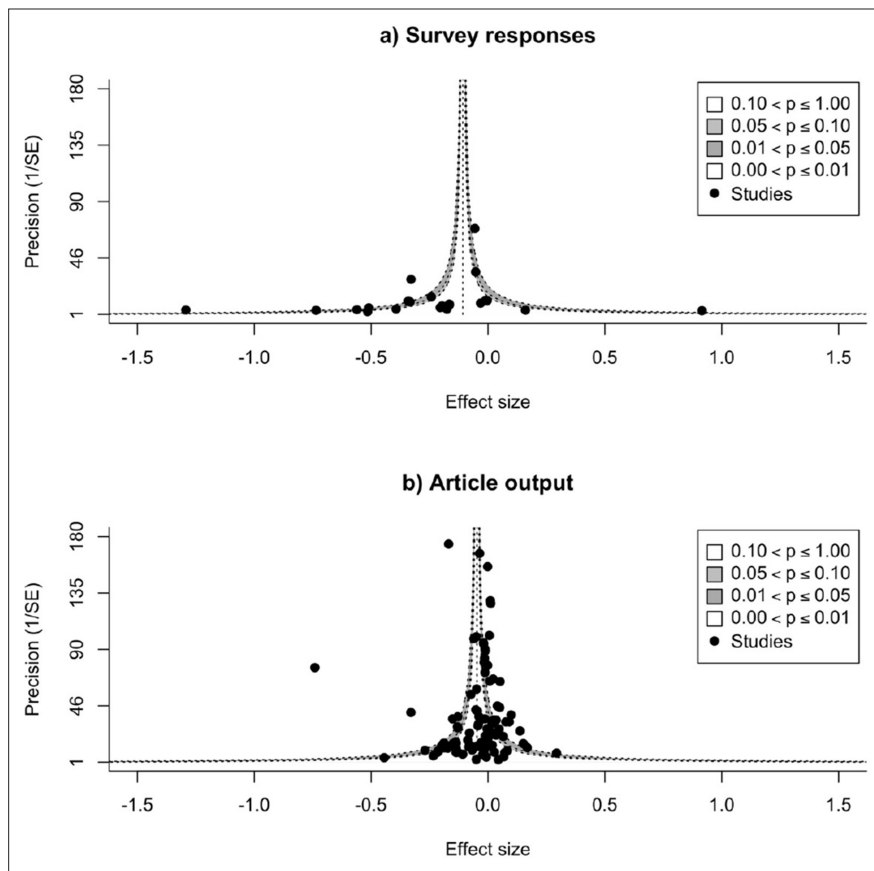 a) Survey responses
Precision (1/SE)
180
135
90
46
1
0.10 < p ≤ 1.00
0.05 < p ≤ 0.10
0.01 < p ≤ 0.05
0.00 < p ≤ 0.01
Studies
-1.5 -1.0 -0.5 0.0 0.5 1.0 1.5
Effect size
b) Article output
Precision (1/SE)
180
135
90
46
1
0.10 < p ≤ 1.00
0.05 < p ≤ 0.10
0.01 < p ≤ 0.05
0.00 < p ≤ 0.01
Studies
-1.5 -1.0 -0.5 0.0 0.5 1.0 1.5
Effect size